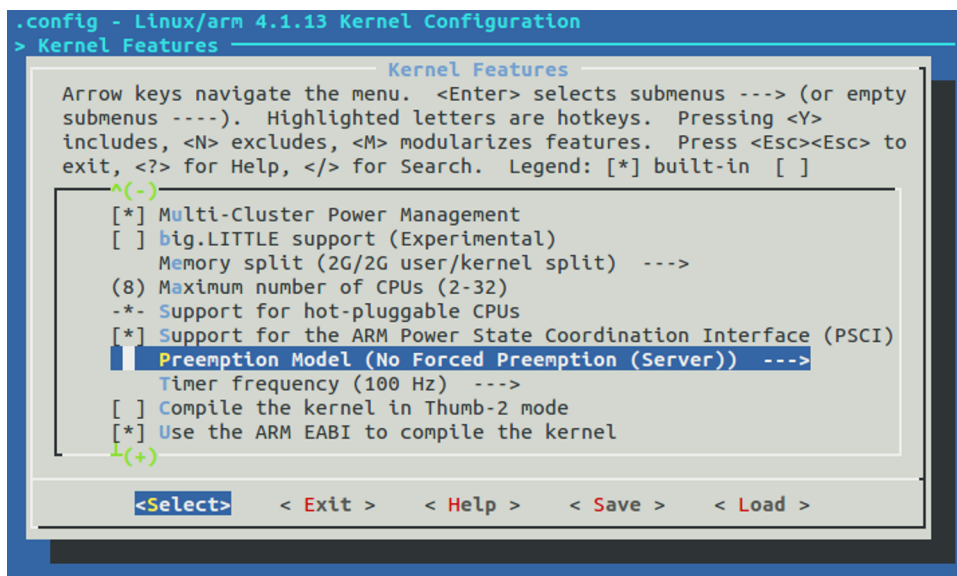 .config - Linux/arm 4.1.13 Kernel Configuration
> Kernel Features
Kernel Features
Arrow keys navigate the menu.  <Enter> selects submenus ---> (or empty
submenus ----).  Highlighted letters are hotkeys.  Pressing <Y>
includes, <N> excludes, <M> modularizes features.  Press <Esc><Esc> to
exit, <?> for Help, </> for Search.  Legend: [*] built-in  [ ]
^(-)
[*] Multi-Cluster Power Management
[ ] big.LITTLE support (Experimental)
Memory split (2G/2G user/kernel split)  --->
(8) Maximum number of CPUs (2-32)
-*- Support for hot-pluggable CPUs
[*] Support for the ARM Power State Coordination Interface (PSCI)
Preemption Model (No Forced Preemption (Server))  --->
Timer frequency (100 Hz)  --->
[ ] Compile the kernel in Thumb-2 mode
[*] Use the ARM EABI to compile the kernel
┴(+)
<Select>    < Exit >    < Help >    < Save >    < Load >